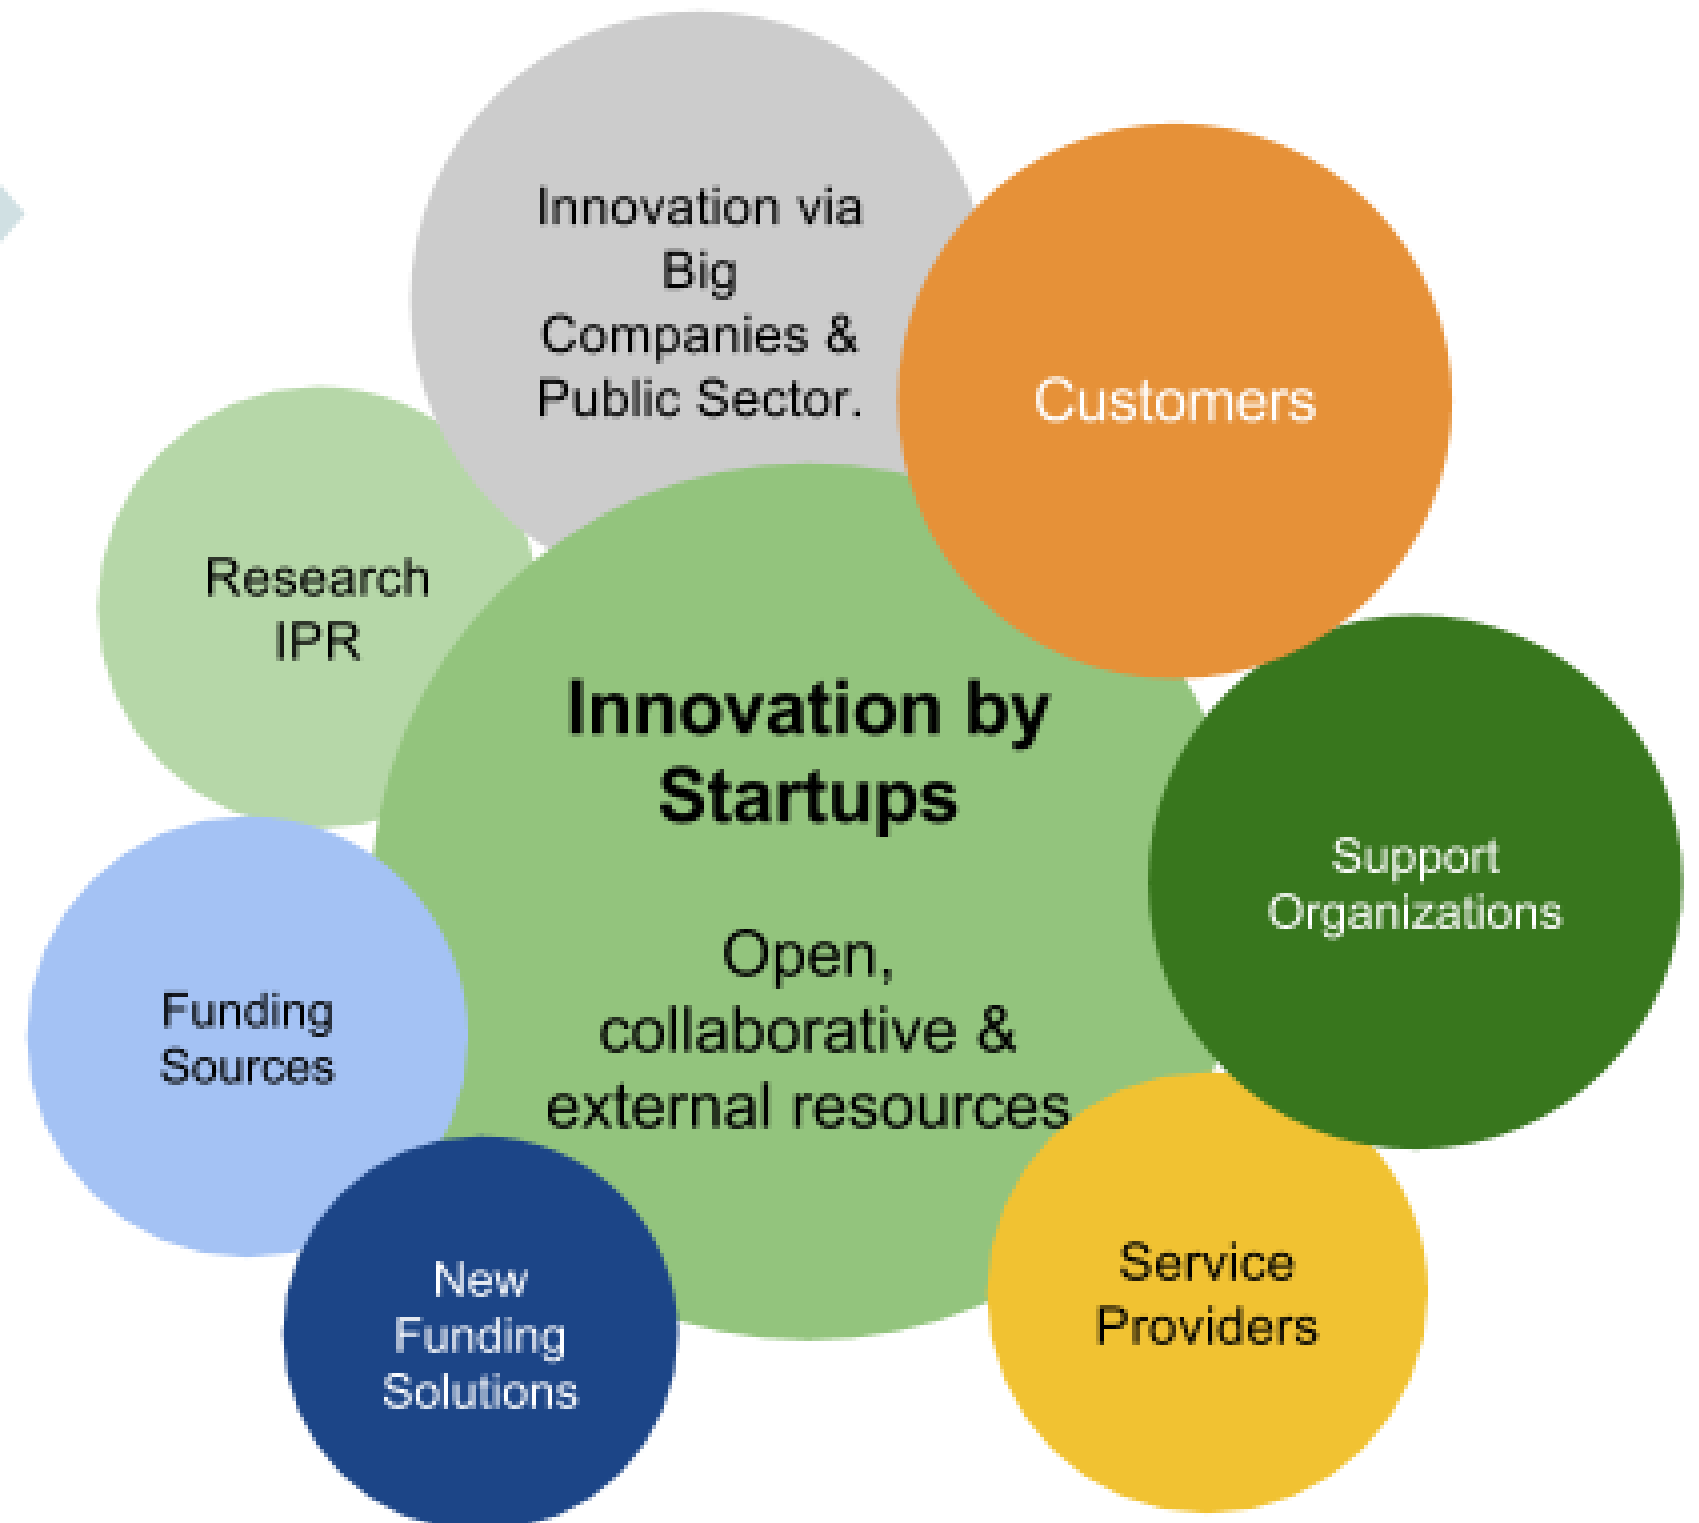 Innovation via
Big
Companies &
Public Sector.
Customers
Research
IPR
Innovation by
Startups
Open,
collaborative &
external resources
Support
Organizations
Funding
Sources
New
Funding
Solutions
Service
Providers